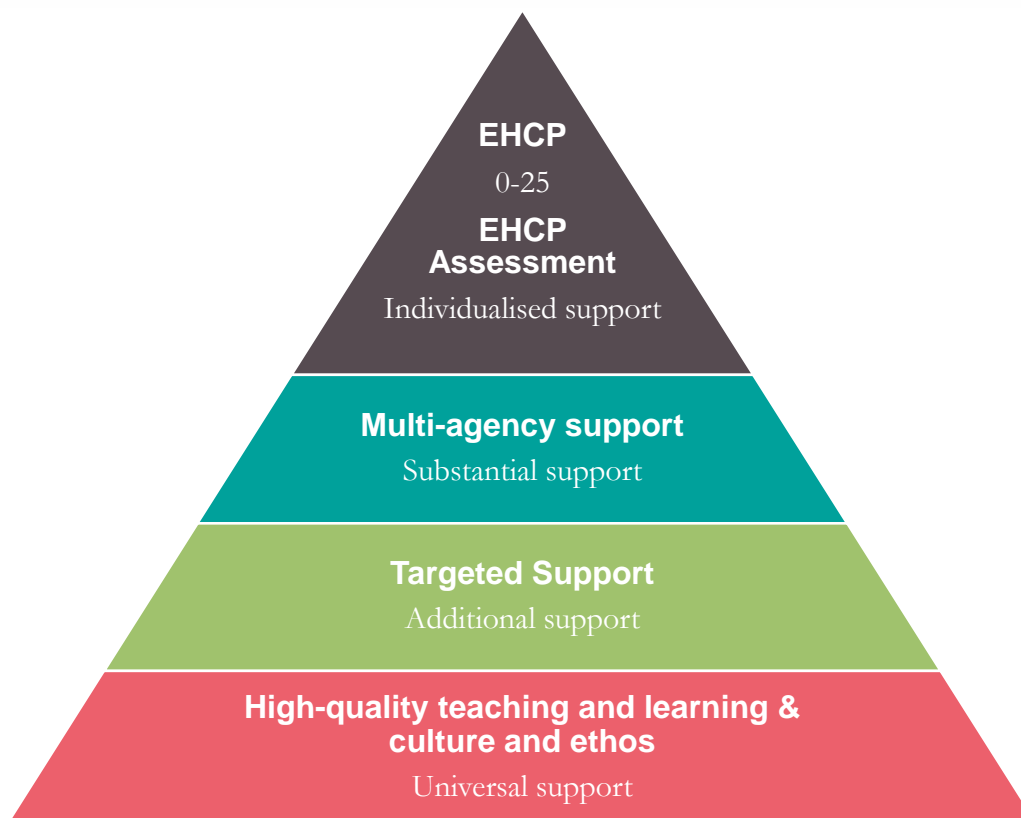 EHCP
0-25
EHCP
Assessment
Individualised support
Multi-agency support
Substantial support
Targeted Support
Additional support
High-quality teaching and learning &
culture and ethos
Universal support